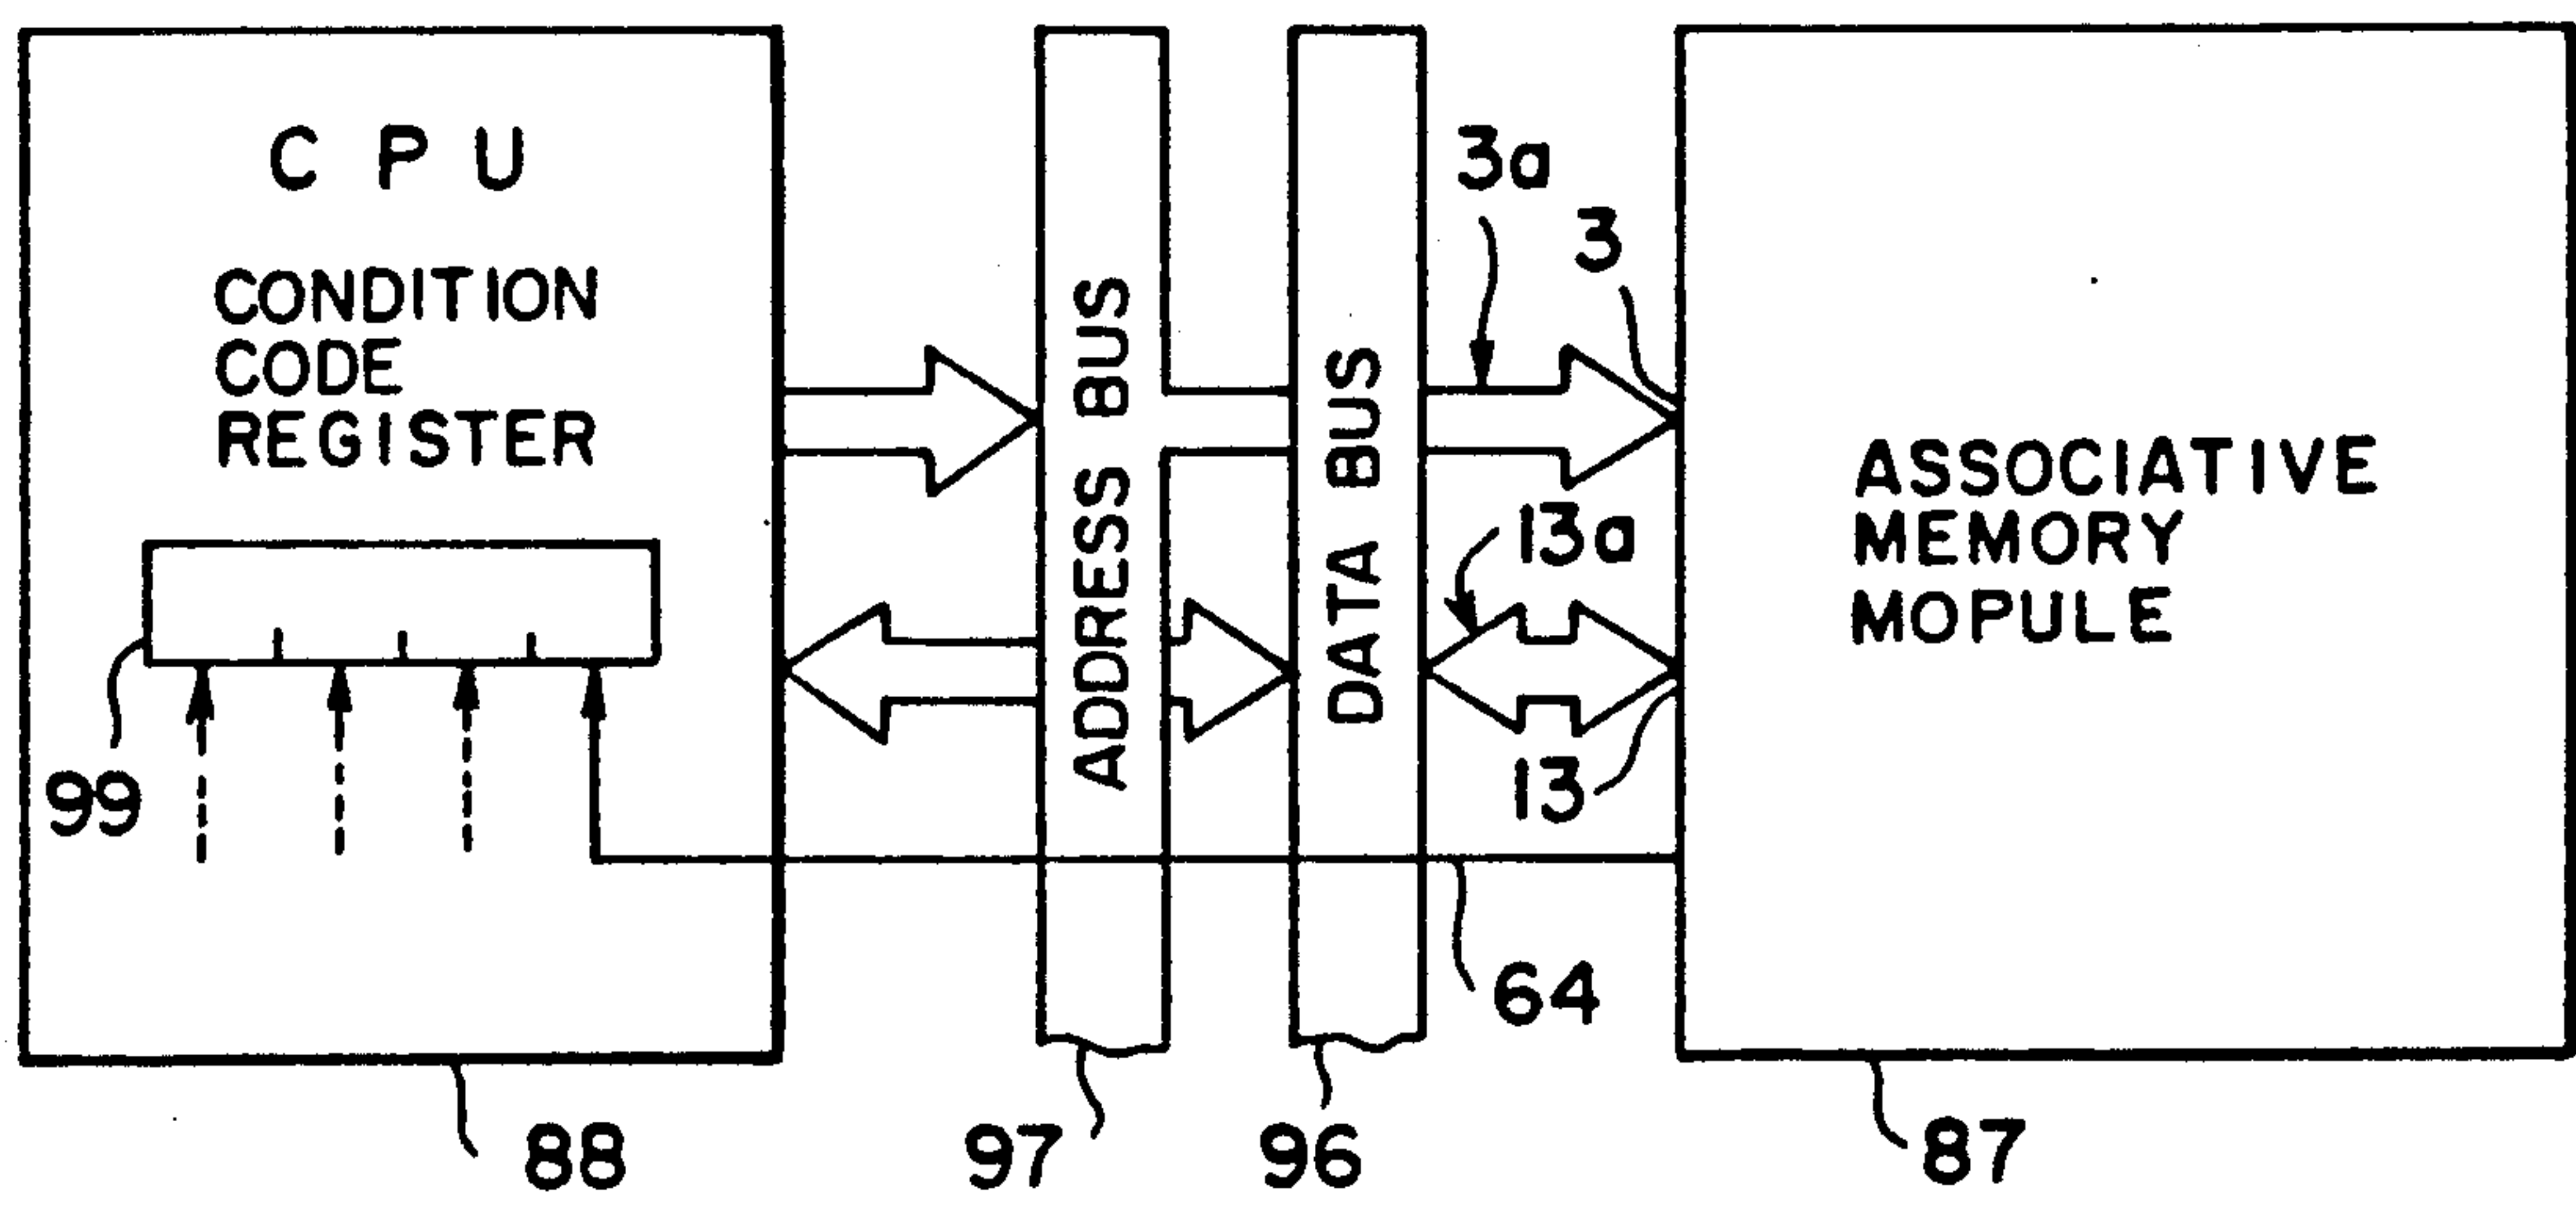 C P U
CONDITION
CODE
REGISTER
99
88
ADDRESS BUS
97
DATA BUS
96
3a
3
13a
13
64
ASSOCIATIVE
MEMORY
MOPULE
87